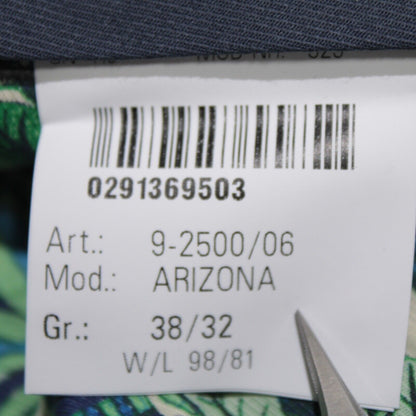 0291369503
Art.: 9-2500/06
Mod.: ARIZONA
Gr.: 38/32
W/L 98/81